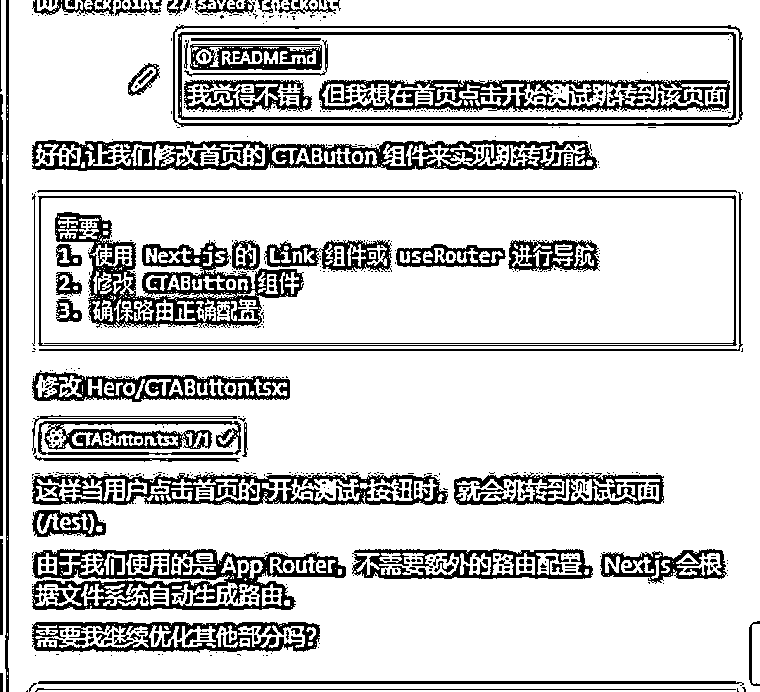 Checkpoint 27 saved. Checkout
README.md
我觉得不错，但我想在首页点击开始测试跳转到该页面
好的,让我们修改首页的 CTAButton 组件来实现跳转功能。
需要:
1. 使用 Next.js 的 Link 组件或 useRouter 进行导航
2. 修改 CTAButton 组件
3. 确保路由正确配置
修改 Hero/CTAButton.tsx:
CTAButton.tsx 1/1
这样当用户点击首页的"开始测试"按钮时，就会跳转到测试页面
(/test)。
由于我们使用的是 App Router，不需要额外的路由配置，Next.js 会根
据文件系统自动生成路由。
需要我继续优化其他部分吗?